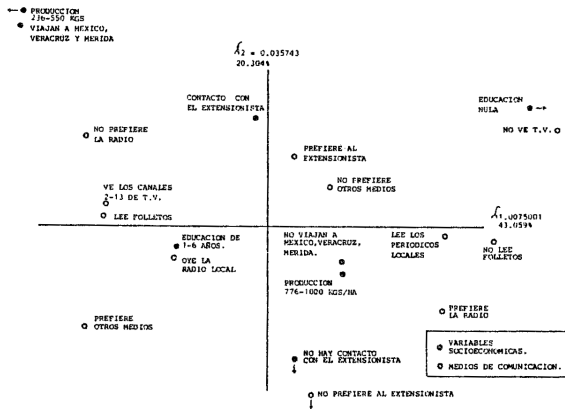 PRODUCCION
236-550 KGS
VIAJAN A MEXICO,
VERACRUZ Y MERIDA
2 = 0.035743
20.304%
CONTACTO CON
EL EXTENSIONISTA
EDUCACION
NULA
NO VE T.V.
NO PREFIERE
LA RADIO
PREFIERE AL
EXTENSIONISTA
NO PREFIERE
OTROS MEDIOS
VE LOS CANALES
2-13 DE T.V.
LEE FOLLETOS
1.0075001
43.059%
EDUCACION DE
1-6 AÑOS.
OYE LA
RADIO LOCAL
NO VIAJAN A
MEXICO,VERACRUZ,
MERIDA.
LEE LOS
PERIODICOS
LOCALES
NO LEE
FOLLETOS
PRODUCCION
776-1000 KGS/HA
PREFIERE
OTROS MEDIOS
PREFIERE
LA RADIO
NO HAY CONTACTO
CON EL EXTENSIONISTA
VARIABLES
SOCIOECONOMICAS.
MEDIOS DE COMUNICACION.
NO PREFIERE AL EXTENSIONISTA